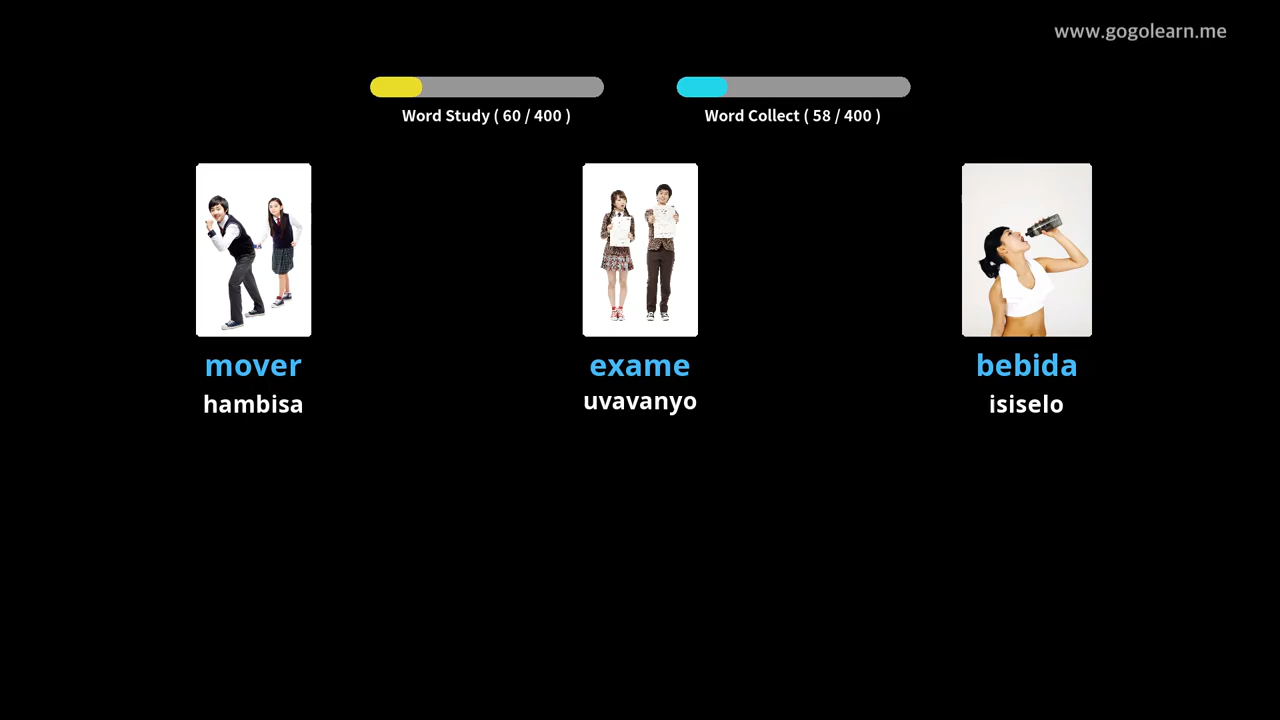 www.gogolearn.me
Word Study ( 60 / 400 )
Word Collect ( 58 / 400 )
mover
hambisa
exame
uvavanyo
bebida
isiselo